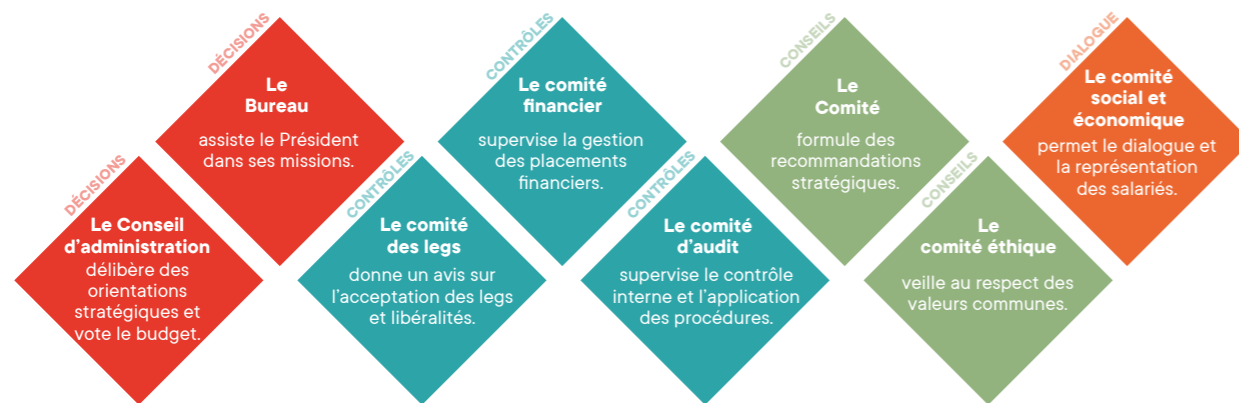 DÉCISIONS
Le Conseil
d'administration
délibère des
orientations
stratégiques et
vote le budget.
DÉCISIONS
Le
Bureau
assiste le Président
dans ses missions.
CONTRÔLES
Le comité
des legs
donne un avis sur
l'acceptation des legs
et libéralités.
CONTRÔLES
Le comité
financier
supervise la gestion
des placements
financiers.
CONTRÔLES
Le comité
d'audit
supervise le contrôle
interne et l'application
des procédures.
CONSEILS
Le
Comité
formule des
recommandations
stratégiques.
CONSEILS
Le
comité éthique
veille au respect des
valeurs communes.
DIALOGUE
Le comité
social et
économique
permet le dialogue et
la représentation
des salariés.